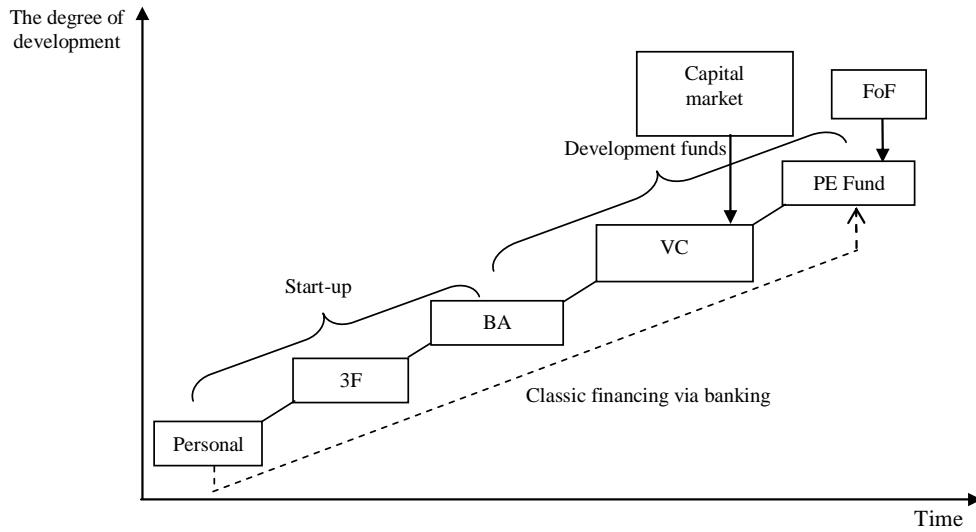 The degree of
development
Capital
market
FoF
Development funds
PE Fund
VC
Start-up
BA
3F
Classic financing via banking
Personal
Time